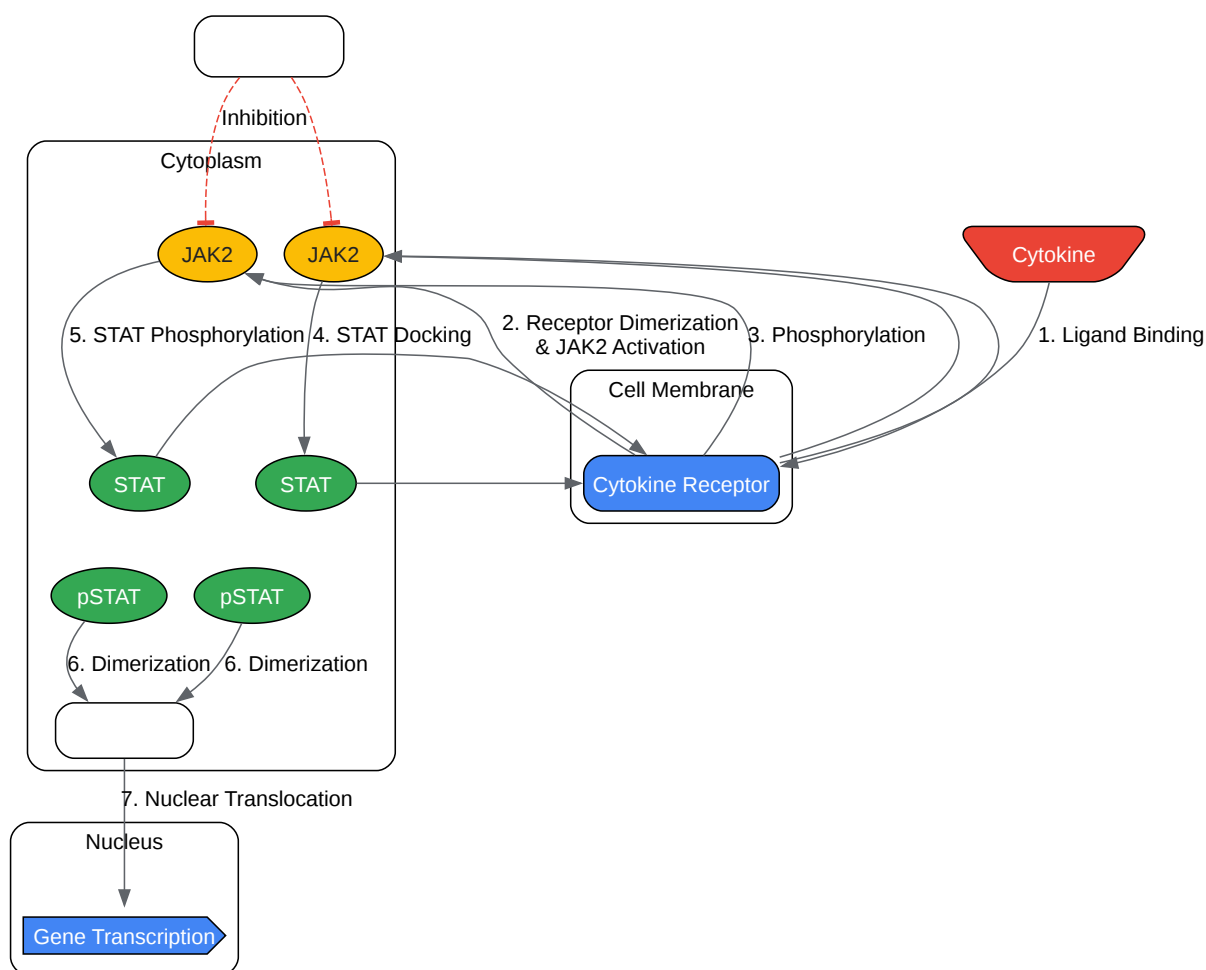 Inhibition
Cytoplasm
JAK2
JAK2
Cytokine
5. STAT Phosphorylation
4. STAT Docking
2. Receptor Dimerization
& JAK2 Activation
3. Phosphorylation
1. Ligand Binding
Cell Membrane
STAT
STAT
Cytokine Receptor
pSTAT
pSTAT
6. Dimerization
6. Dimerization
7. Nuclear Translocation
Nucleus
Gene Transcription